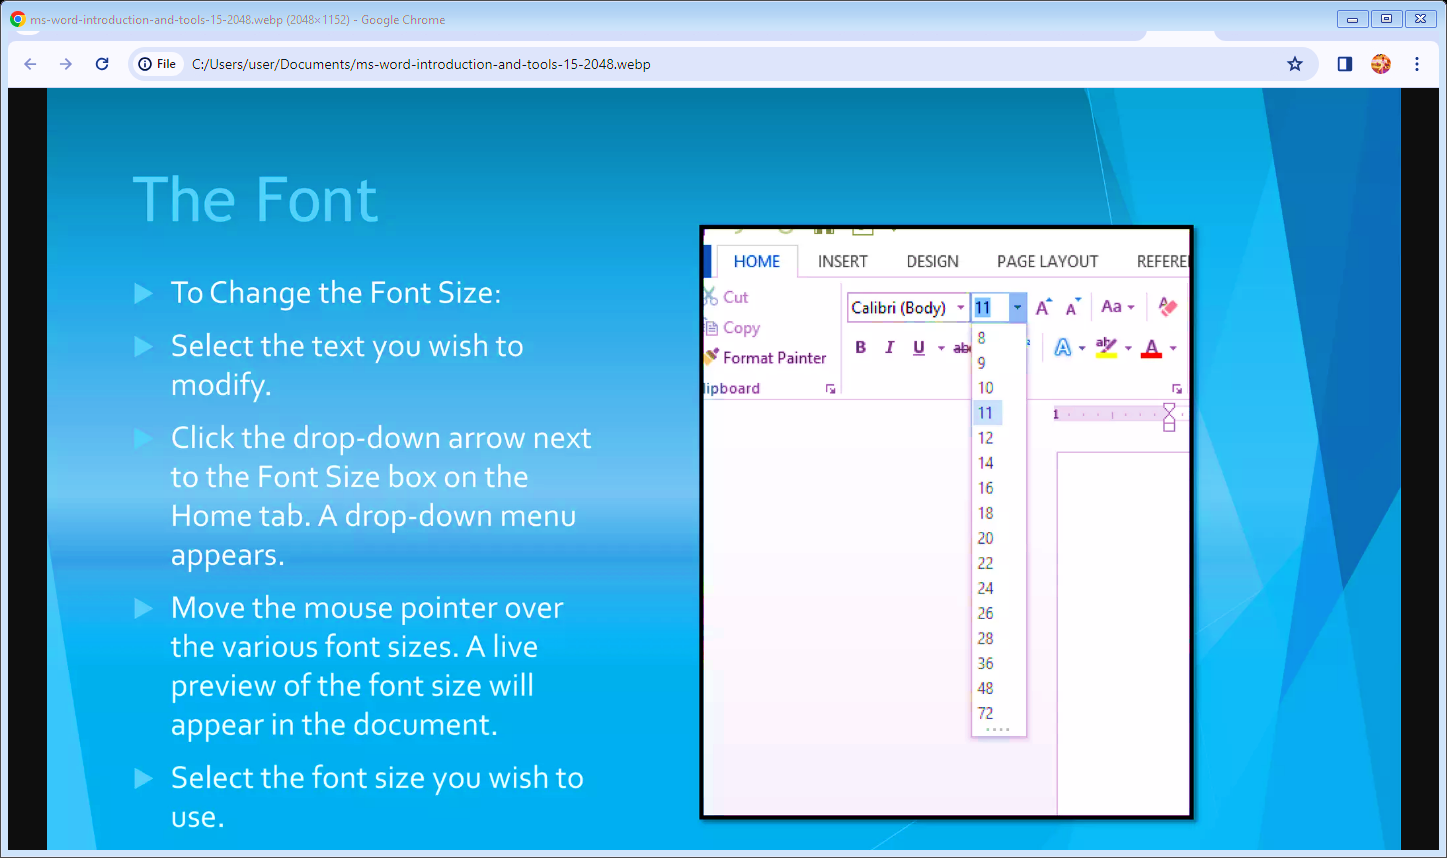 ms-word-introduction-and-tools-15-2048.webp (2048×1152) - Google Chrome
File C:/Users/user/Documents/ms-word-introduction-and-tools-15-2048.webp
The Font
To Change the Font Size:
Select the text you wish to
modify.
Click the drop-down arrow next
to the Font Size box on the
Home tab. A drop-down menu
appears.
Move the mouse pointer over
the various font sizes. A live
preview of the font size will
appear in the document.
Select the font size you wish to
use.
HOME INSERT DESIGN PAGE LAYOUT REFERE
Cut
Copy
Format Painter
lipboard
Calibri (Body) 11 A A Aa
B I U abc A ab A
1
8
9
10
11
12
14
16
18
20
22
24
26
28
36
48
72